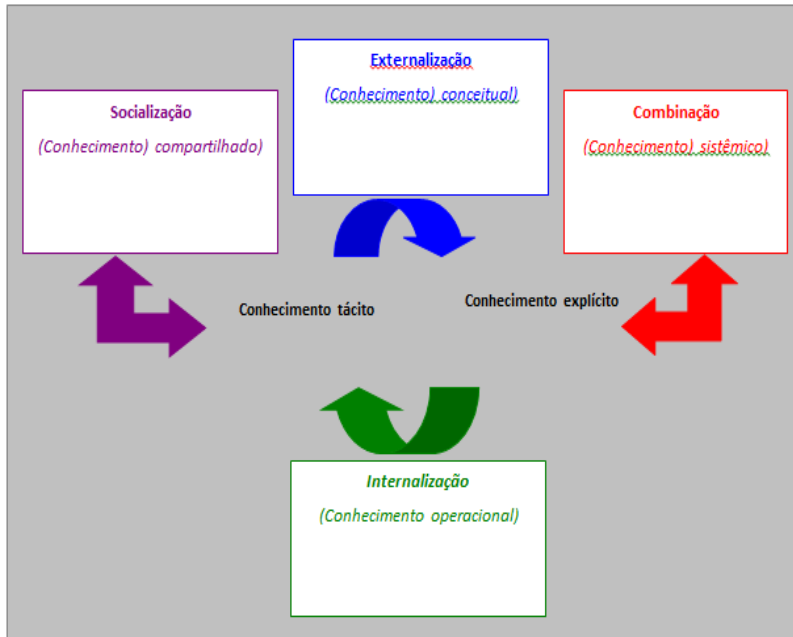 Externalização
(Conhecimento) conceitual)
Socialização
(Conhecimento) compartilhado)
Combinação
(Conhecimento) sistêmico)
Conhecimento tácito
Conhecimento explícito
Internalização
(Conhecimento operacional)